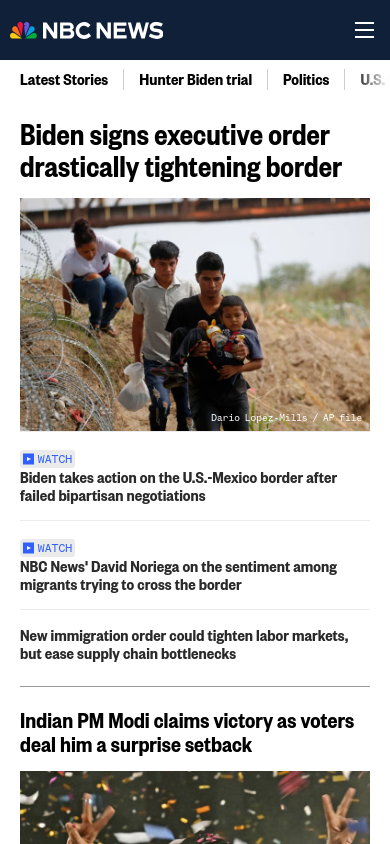 NBC NEWS
Latest Stories
Hunter Biden trial
Politics
U.S.
Biden signs executive order
drastically tightening border
Dario Lopez-Mills / AP file
WATCH
Biden takes action on the U.S.-Mexico border after
failed bipartisan negotiations
WATCH
NBC News' David Noriega on the sentiment among
migrants trying to cross the border
New immigration order could tighten labor markets,
but ease supply chain bottlenecks
Indian PM Modi claims victory as voters
deal him a surprise setback